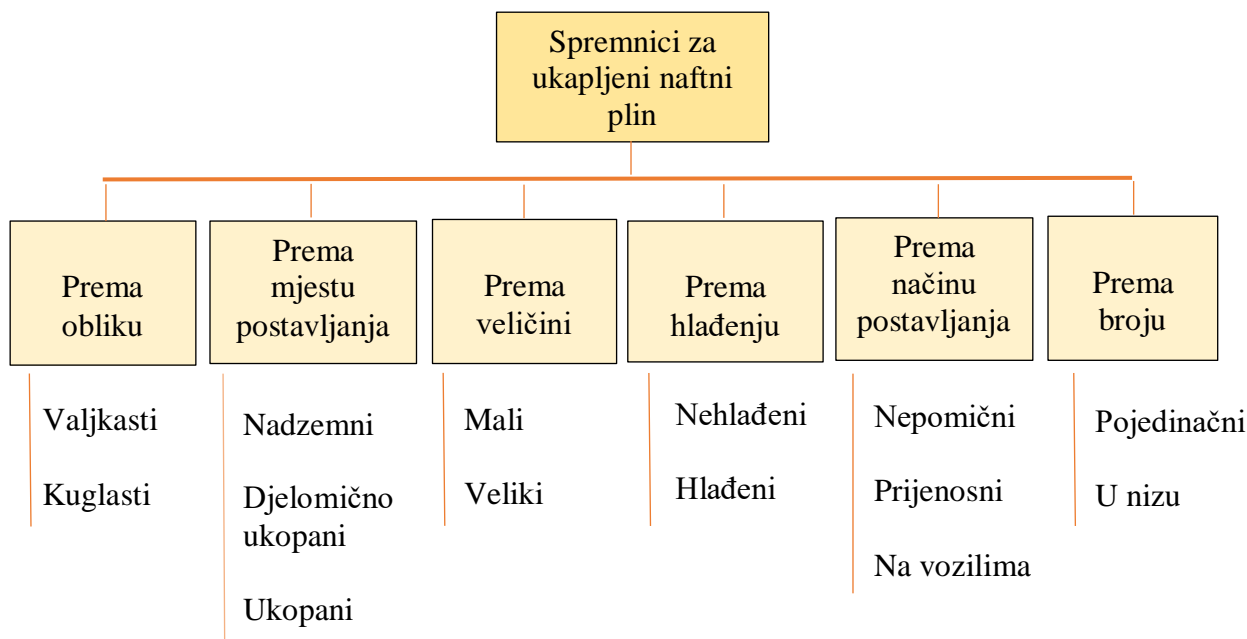 Spremnici za
ukapljeni naftni
plin
Prema
obliku
Valjkasti
Kuglasti
Prema
mjestu
postavljanja
Nadzemni
Djelomično
ukopani
Ukopani
Prema
veličini
Mali
Veliki
Prema
hlađenju
Nehlađeni
Hlađeni
Prema
načinu
postavljanja
Nepomični
Prijenosni
Na vozilima
Prema
broju
Pojedinačni
U nizu